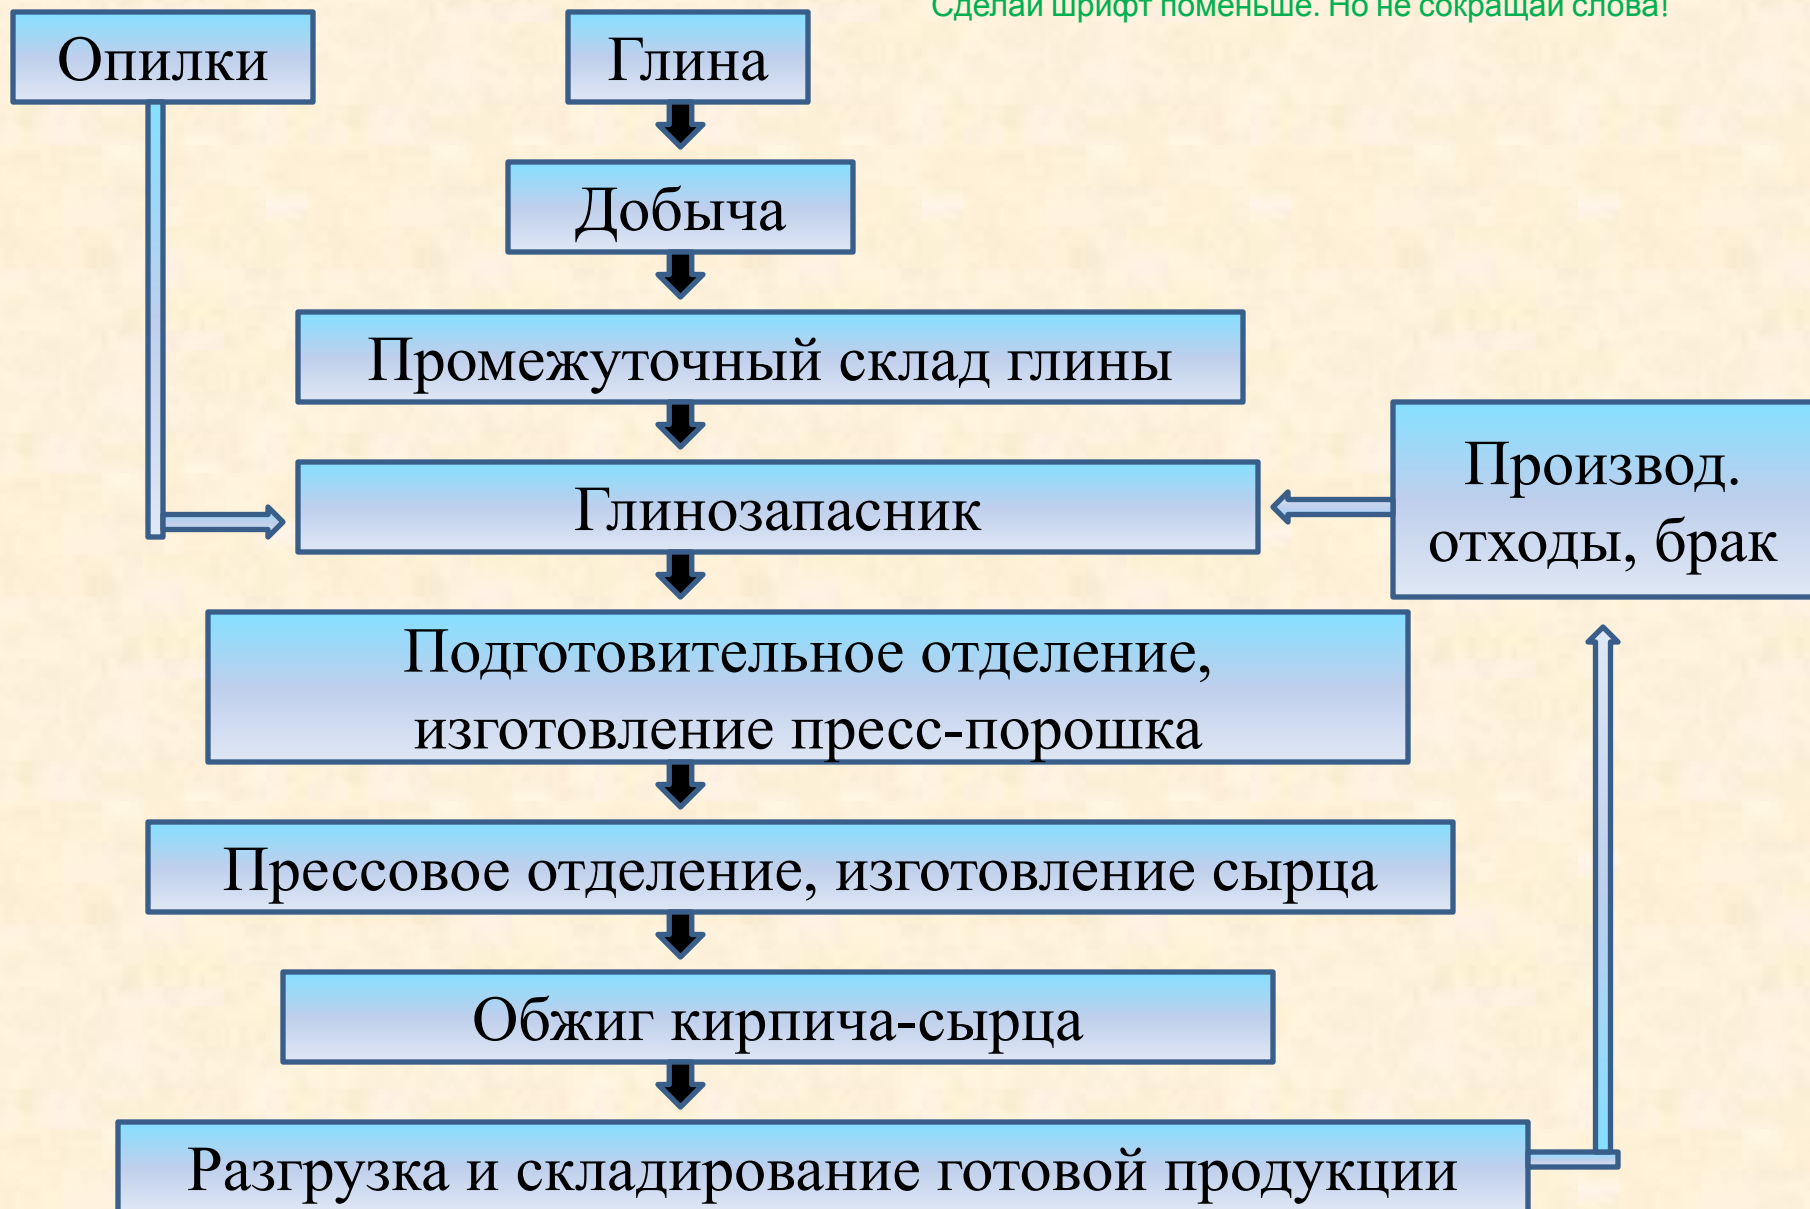 Сделай шрифт поменьше. Но не сокращай слова!
Опилки
Глина
Добыча
Промежуточный склад глины
Глинозапасник
Производ.
отходы, брак
Подготовительное отделение,
изготовление пресс-порошка
Прессовое отделение, изготовление сырца
Обжиг кирпича-сырца
Разгрузка и складирование готовой продукции